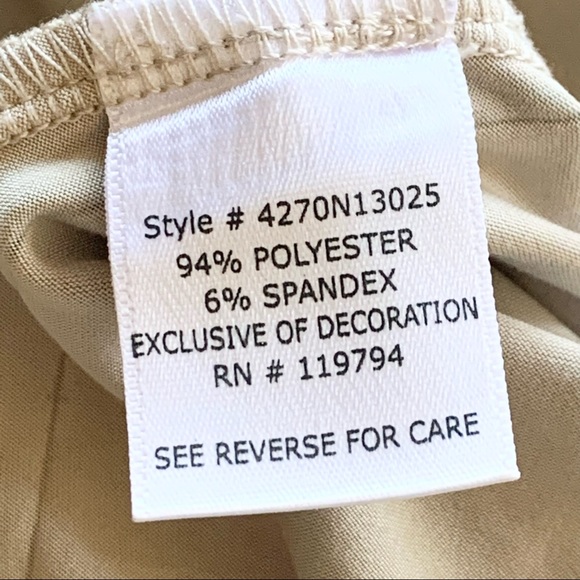 Style # 4270N13025
94% POLYESTER
6% SPANDEX
EXCLUSIVE OF DECORATION
RN # 119794
SEE REVERSE FOR CARE